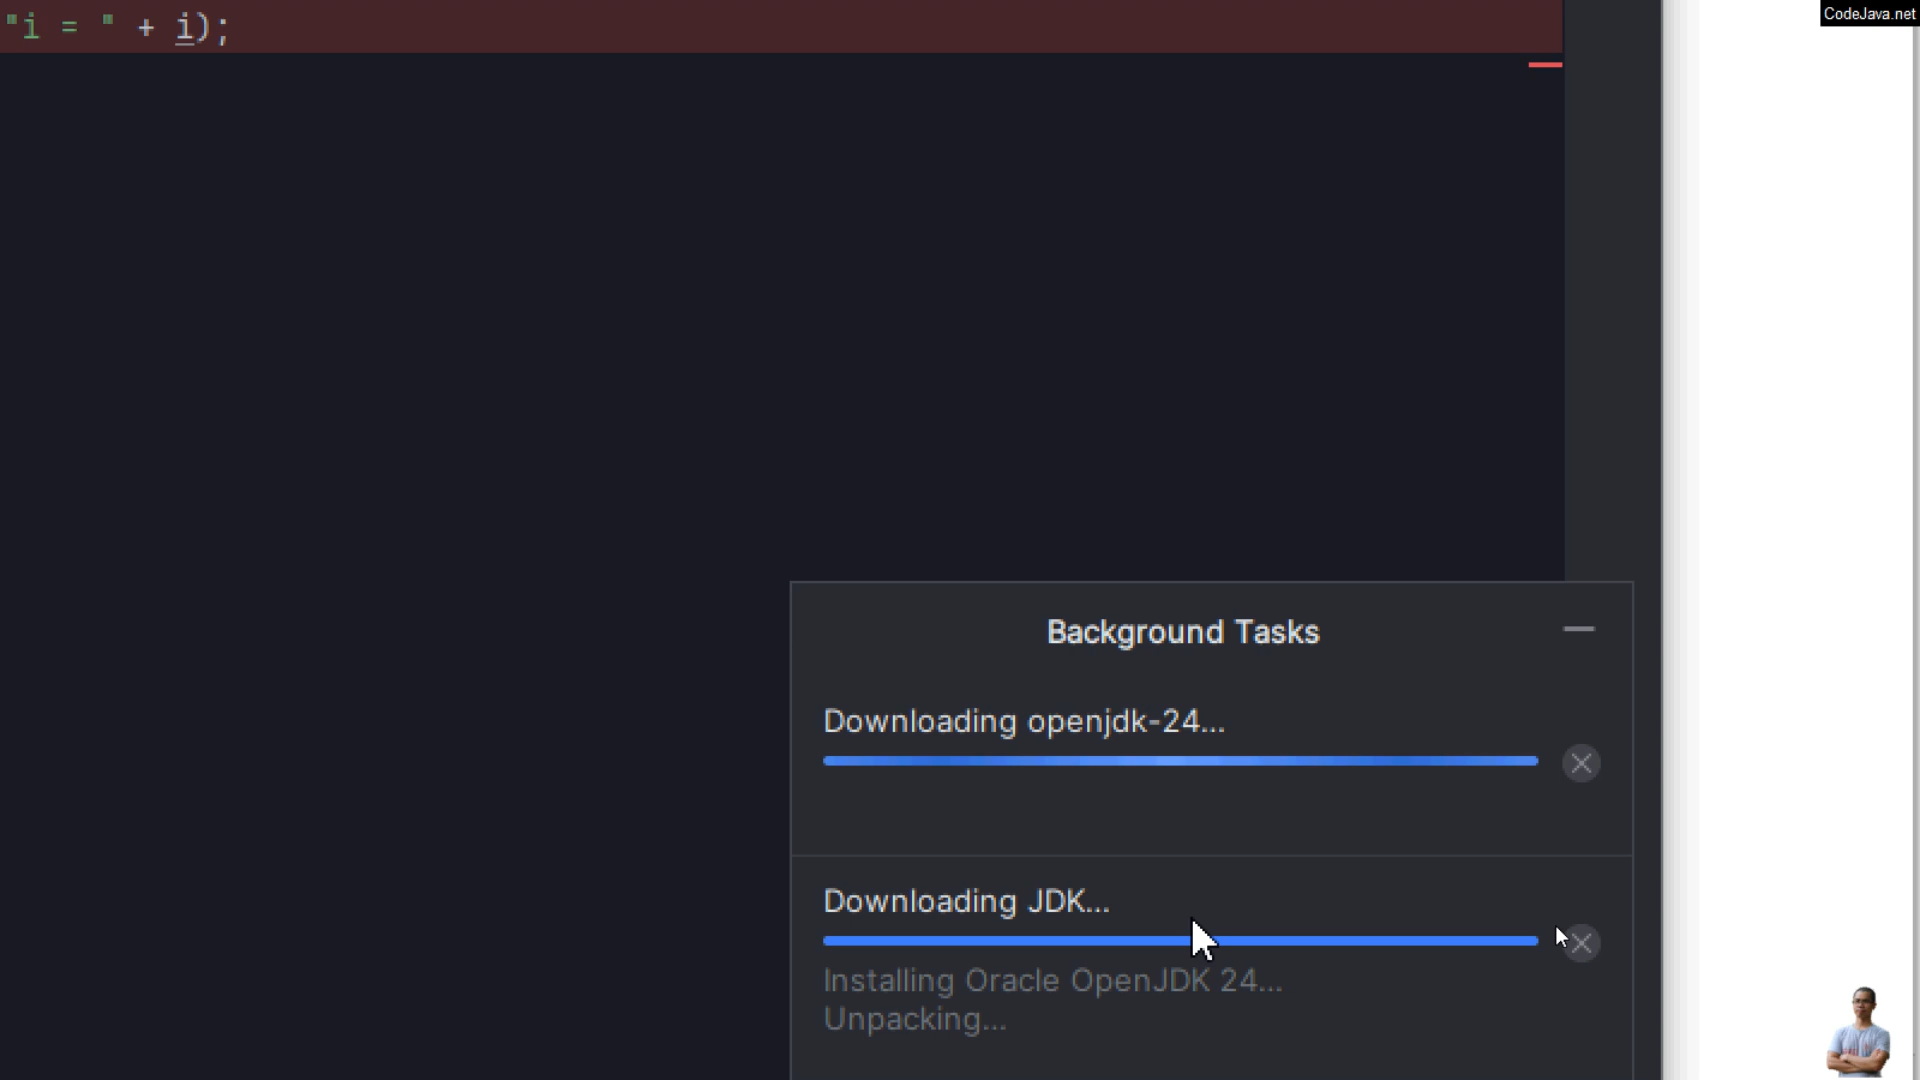 "i = " + i);
CodeJava.net
Background Tasks
Downloading openjdk-24...
Downloading JDK...
Installing Oracle OpenJDK 24...
Unpacking...